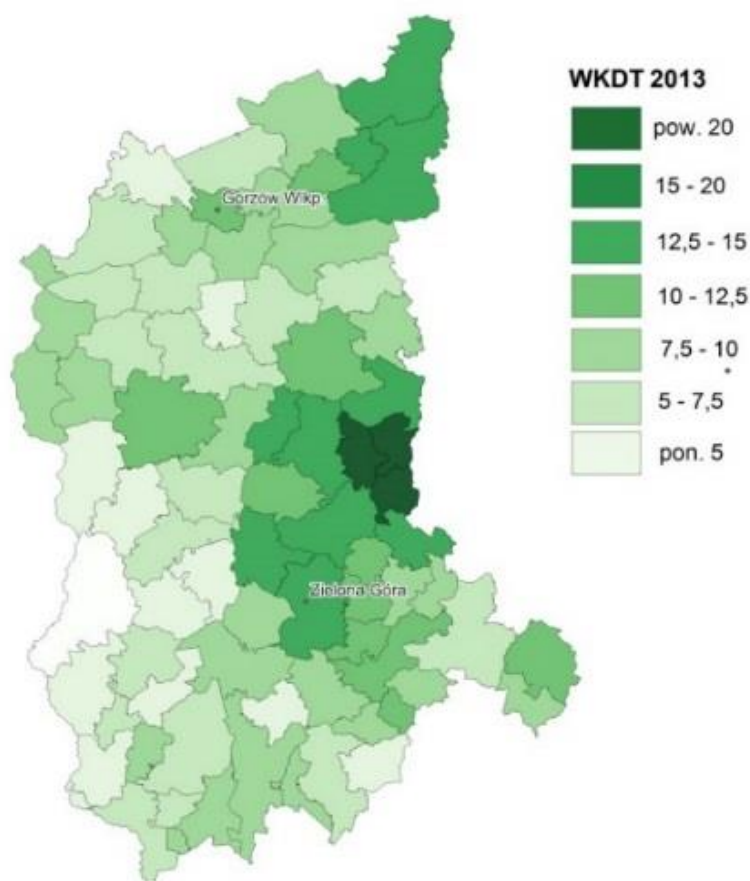 WKDT 2013
pow. 20
15 - 20
12,5 - 15
10 - 12,5
7,5 - 10
5 - 7,5
pon. 5
Gorzów Wlkp.
Zielona Góra